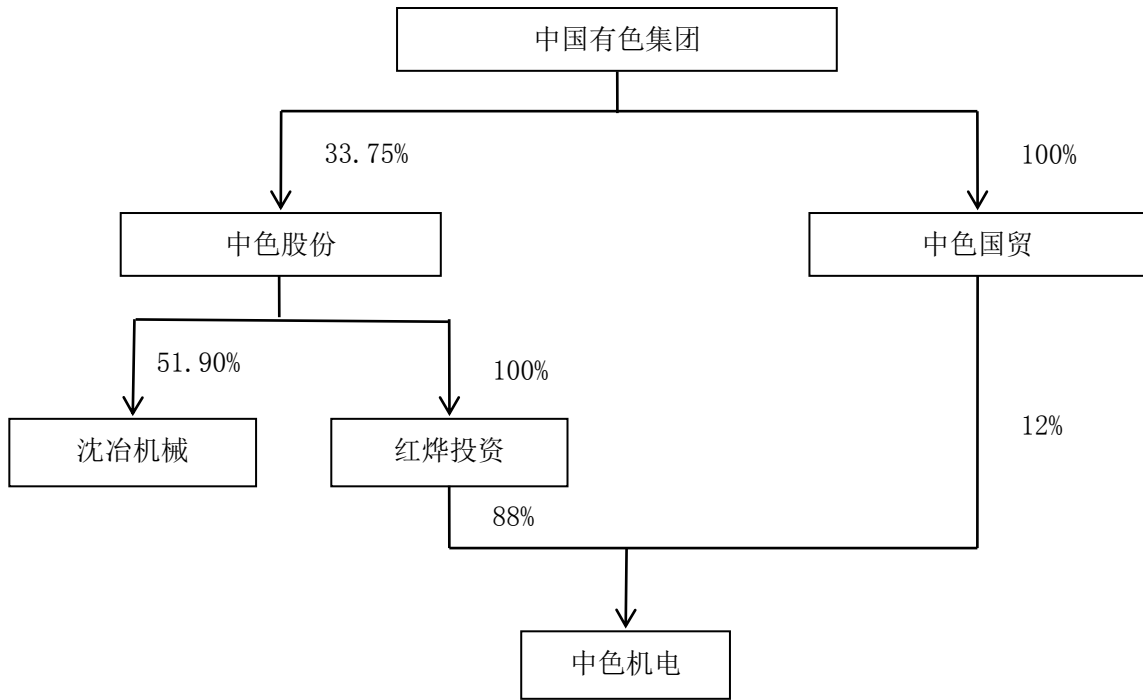 中国有色集团
33.75%
100%
中色股份
中色国贸
51.90%
100%
沈冶机械
红烨投资
12%
88%
中色机电